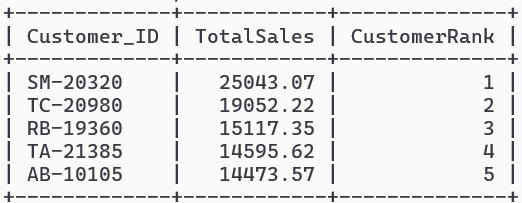 +-------------+------------+--------------+
| Customer_ID | TotalSales | CustomerRank |
+-------------+------------+--------------+
| SM-20320    |   25043.07 |            1 |
| TC-20980    |   19052.22 |            2 |
| RB-19360    |   15117.35 |            3 |
| TA-21385    |   14595.62 |            4 |
| AB-10105    |   14473.57 |            5 |
+-------------+------------+--------------+